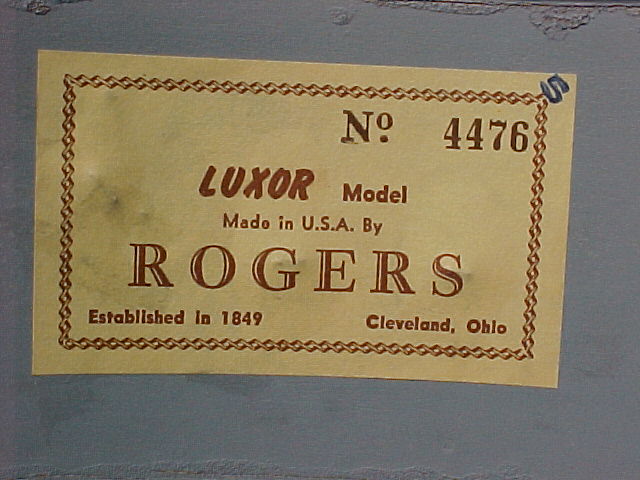 S
Nº 4476
LUXOR Model
Made in U.S.A. By
ROGERS
Established in 1849 Cleveland, Ohio